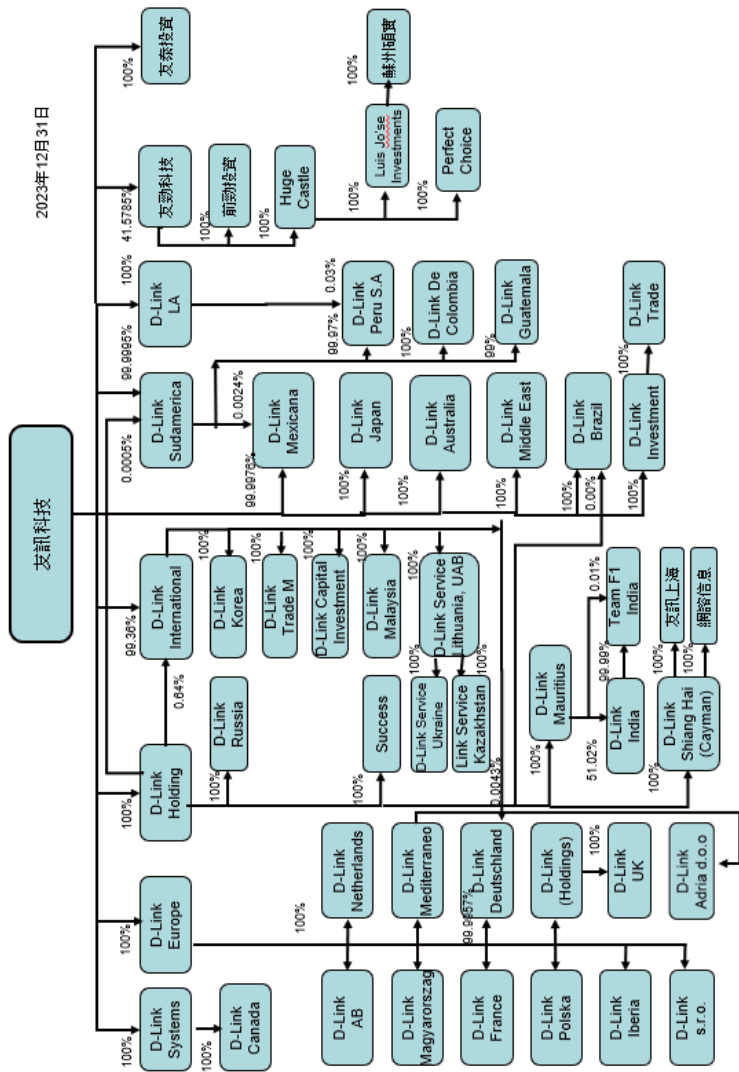 2023年12月31日
友訊科技
100%
D-Link
Systems
100%
D-Link
Canada
100%
D-Link
Europe
100%
D-Link
AB
D-Link
Netherlands
D-Link
Magyarorszag
D-Link
Mediterraneo
D-Link
France
99.9957%
D-Link
Deutschland
0.0043%
D-Link
Polska
D-Link
(Holdings)
100%
D-Link
UK
D-Link
Iberia
D-Link
s.r.o.
D-Link
Adria d.o.o
100%
D-Link
Holding
100%
D-Link
Russia
100%
Success
100%
D-Link
Mauritius
51.02%
D-Link
India
99.99%
0.01%
Team F1
India
100%
D-Link
Shiang Hai
(Cayman)
100%
友訊上海
100%
網諮信息
99.36%
0.64%
D-Link
International
100%
D-Link
Korea
100%
D-Link
Trade M
100%
D-Link Capital
Investment
100%
D-Link
Malaysia
100%
D-Link Service
Lithuania, UAB
100%
D-Link Service
Ukraine
100%
Link Service
Kazakhstan
0.0005%
99.9995%
D-Link
Sudamerica
0.0024%
99.9976%
D-Link
Mexicana
100%
D-Link
Japan
100%
D-Link
Australia
100%
D-Link
Middle East
100%
0.00%
D-Link
Brazil
100%
D-Link
Investment
100%
D-Link
Trade
100%
D-Link
LA
0.03%
99.97%
D-Link
Peru S.A
100%
D-Link De
Colombia
99%
D-Link
Guatemala
41.5785%
友勁科技
100%
前勁投資
100%
Huge
Castle
100%
Luis Jo'se
Investments
100%
蘇州碩實
100%
Perfect
Choice
100%
友泰投資